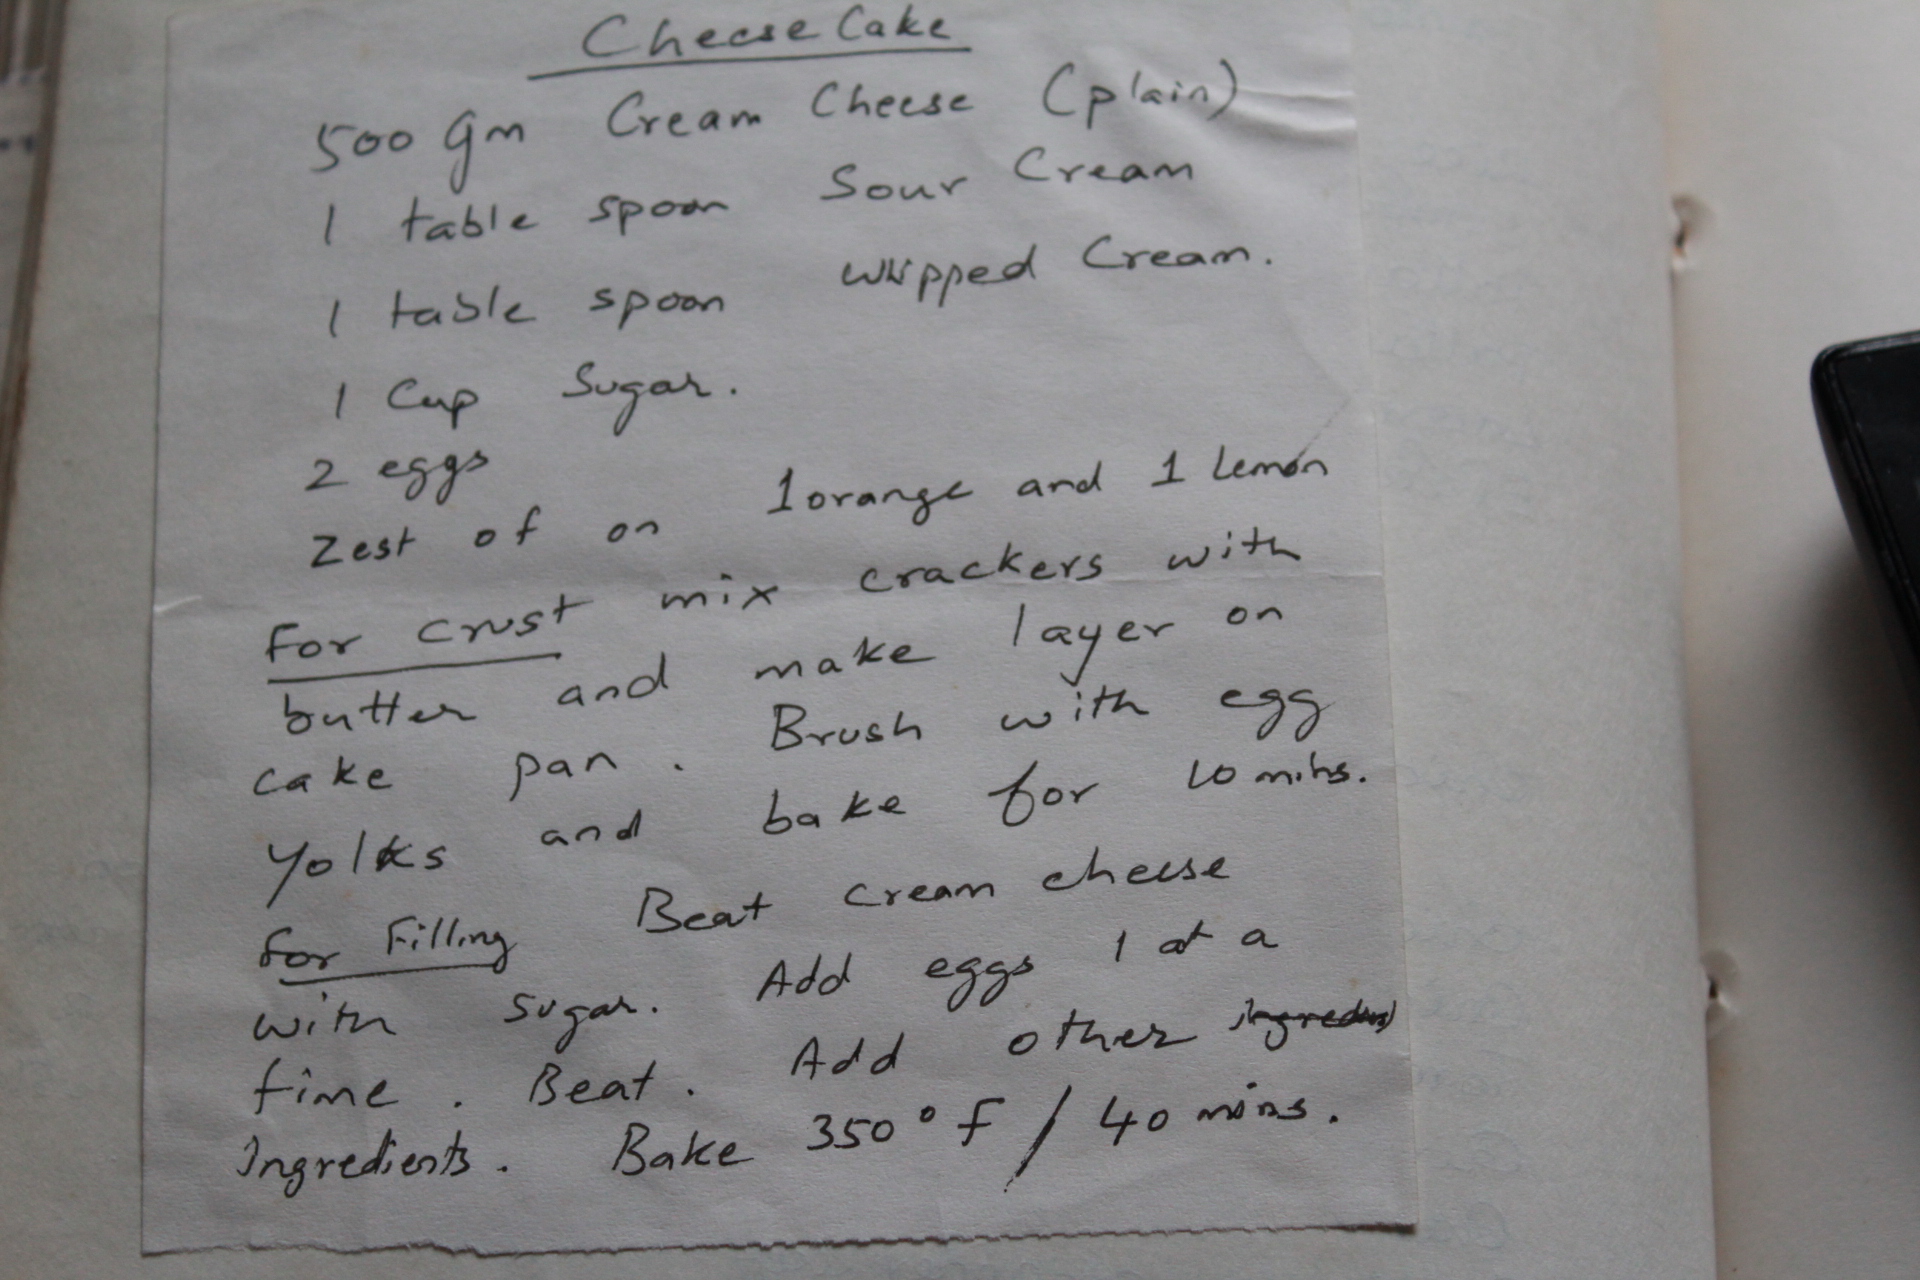 Cheese Cake
500 gm Cream Cheese (plain)
1 table spoon Sour Cream
1 table spoon whipped Cream.
1 Cup Sugar.
2 eggs
Zest of on 1 orange and 1 Lemon
For crust mix crackers with
butter and make layer on
cake pan. Brush with egg
yolks and bake for 10 mins.
for Filling Beat cream cheese
with sugar. Add eggs 1 at a
time. Beat. Add other
Ingredients. Bake 350° F / 40 mins.